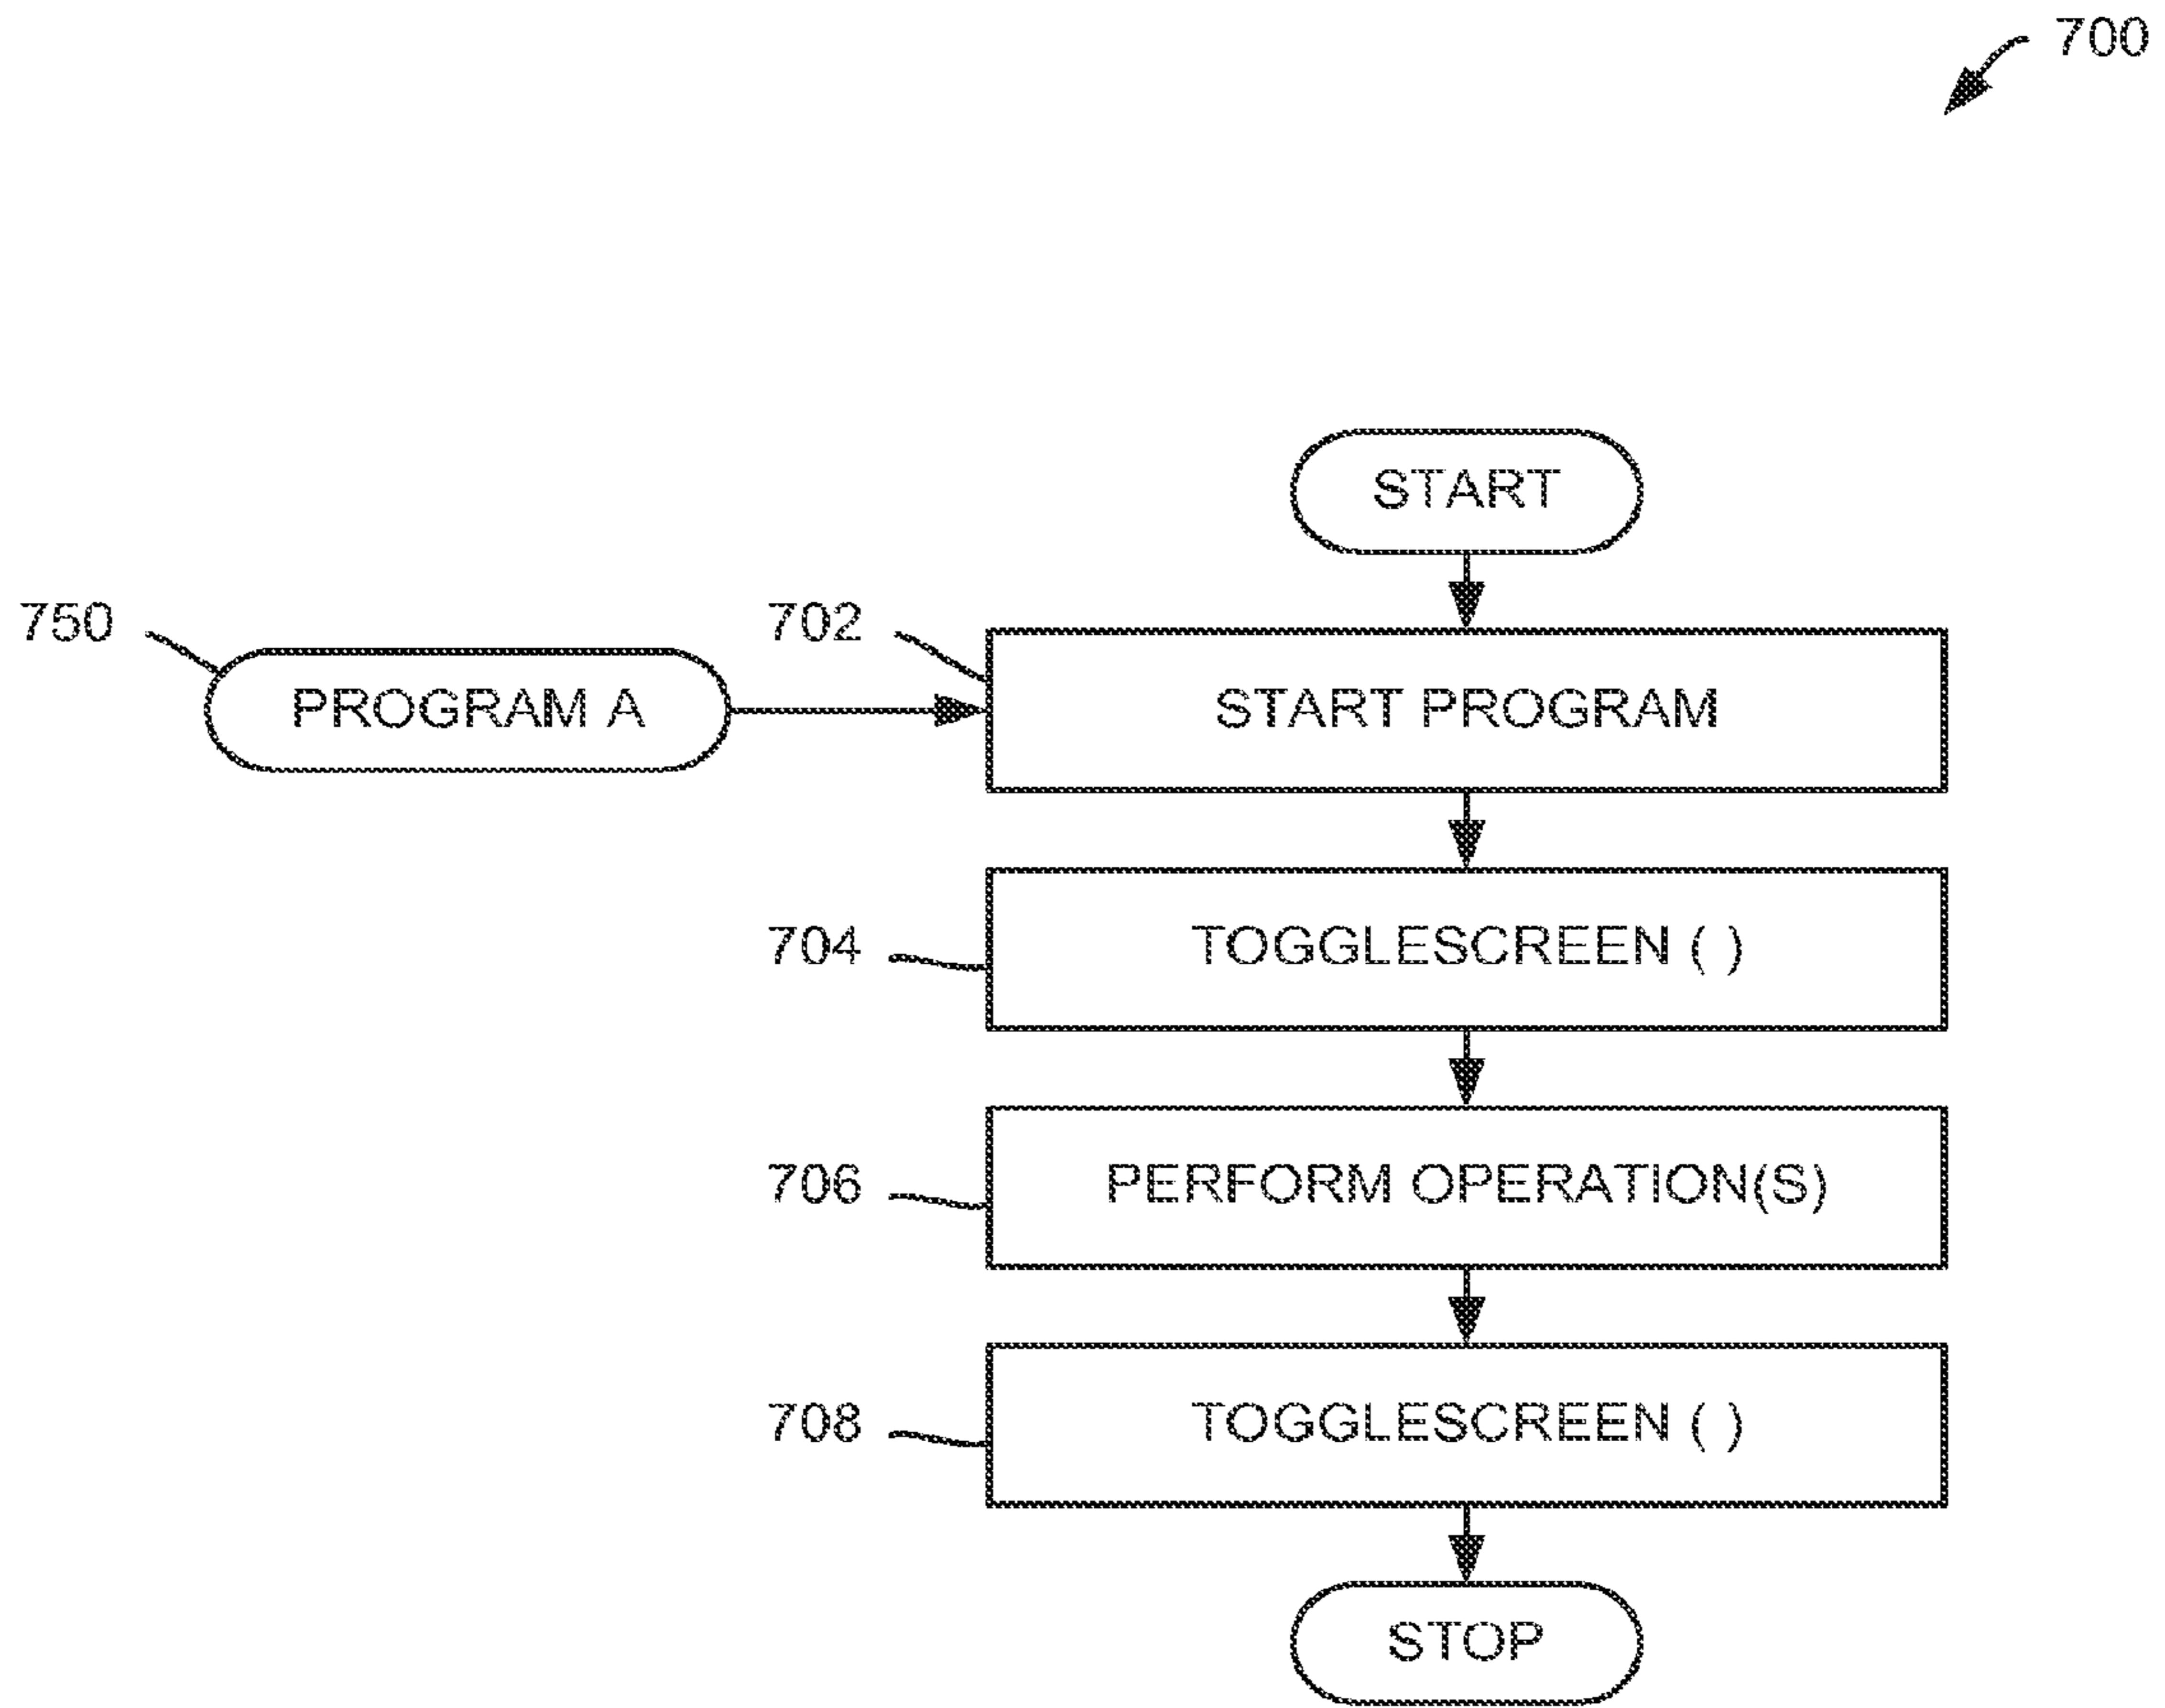 700
START
750
702
PROGRAM A
START PROGRAM
704
TOGGLESCREEN ( )
706
PERFORM OPERATION(S)
708
TOGGLESCREEN ( )
STOP